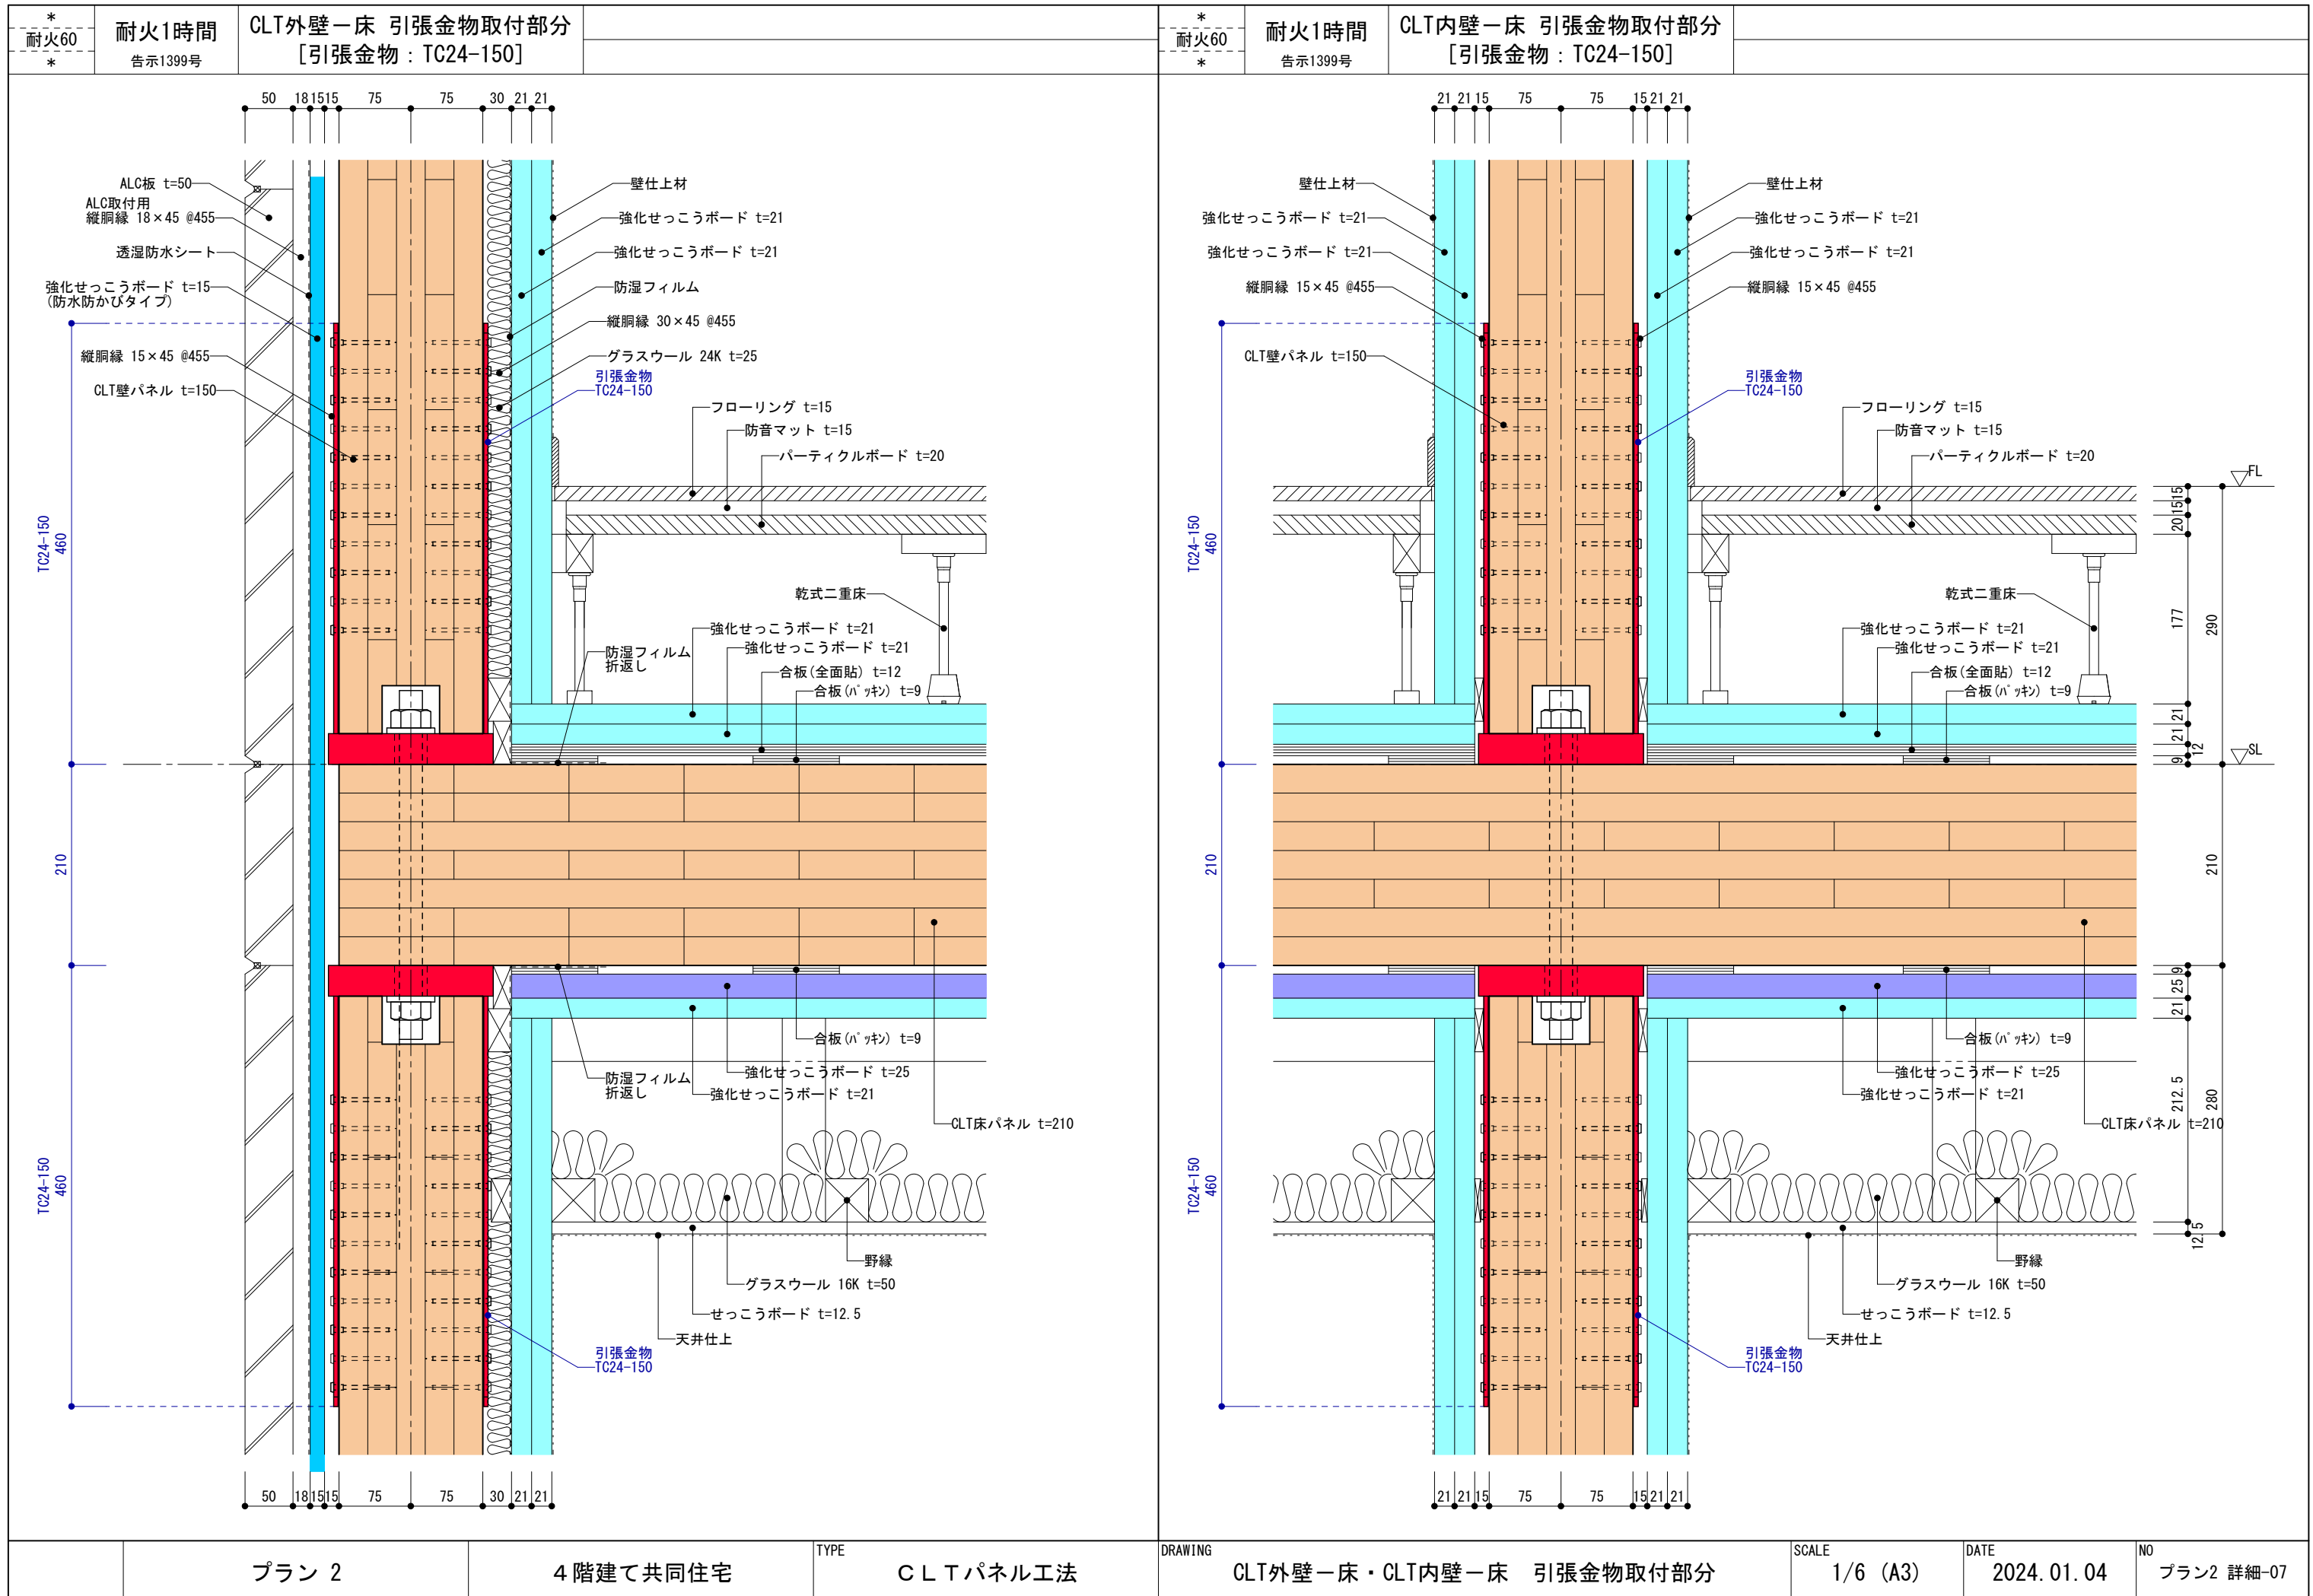 *
耐火60
*
耐火1時間
告示1399号
CLT外壁－床 引張金物取付部分
[引張金物：TC24-150]
50 18 15 15 75 75 30 21 21
ALC板 t=50
ALC取付用
縦胴縁 18×45 @455
透湿防水シート
強化せっこうボード t=15
(防水防かびタイプ)
縦胴縁 15×45 @455
CLT壁パネル t=150
壁仕上材
強化せっこうボード t=21
強化せっこうボード t=21
防湿フィルム
縦胴縁 30×45 @455
グラスウール 24K t=25
引張金物
TC24-150
フローリング t=15
防音マット t=15
パーティクルボード t=20
乾式二重床
強化せっこうボード t=21
強化せっこうボード t=21
合板(全面貼) t=12
合板(ﾊﾟｯｷﾝ) t=9
防湿フィルム
折返し
TC24-150
460
210
TC24-150
460
合板(ﾊﾟｯｷﾝ) t=9
強化せっこうボード t=25
強化せっこうボード t=21
防湿フィルム
折返し
CLT床パネル t=210
野縁
グラスウール 16K t=50
せっこうボード t=12.5
天井仕上
引張金物
TC24-150
50 18 15 15 75 75 30 21 21
*
耐火60
*
耐火1時間
告示1399号
CLT内壁－床 引張金物取付部分
[引張金物：TC24-150]
21 21 15 75 75 15 21 21
壁仕上材
強化せっこうボード t=21
強化せっこうボード t=21
縦胴縁 15×45 @455
CLT壁パネル t=150
壁仕上材
強化せっこうボード t=21
強化せっこうボード t=21
縦胴縁 15×45 @455
引張金物
TC24-150
フローリング t=15
防音マット t=15
パーティクルボード t=20
乾式二重床
強化せっこうボード t=21
強化せっこうボード t=21
合板(全面貼) t=12
合板(ﾊﾟｯｷﾝ) t=9
TC24-150
460
210
TC24-150
460
FL
15
15
20
177
290
21
21
12
9
SL
210
9
25
21
212.5
280
12.5
合板(ﾊﾟｯｷﾝ) t=9
強化せっこうボード t=25
強化せっこうボード t=21
CLT床パネル t=210
野縁
グラスウール 16K t=50
せっこうボード t=12.5
天井仕上
引張金物
TC24-150
21 21 15 75 75 15 21 21
プラン 2
４階建て共同住宅
TYPE
ＣＬＴパネル工法
DRAWING
CLT外壁－床・CLT内壁－床　引張金物取付部分
SCALE
1/6 (A3)
DATE
2024.01.04
NO
プラン2 詳細-07